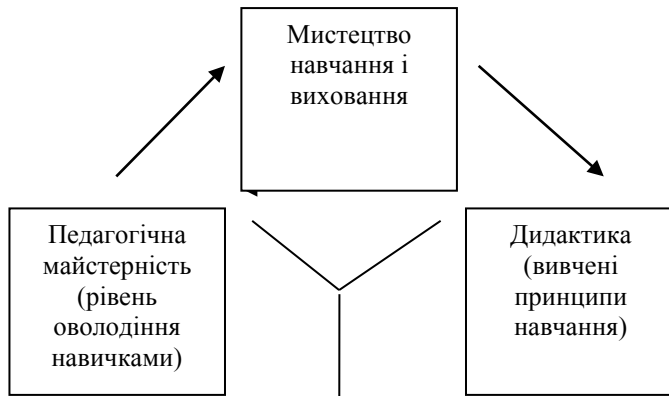 Мистецтво
навчання і
виховання
Педагогічна
майстерність
(рівень
оволодіння
навичками)
Дидактика
(вивчені
принципи
навчання)